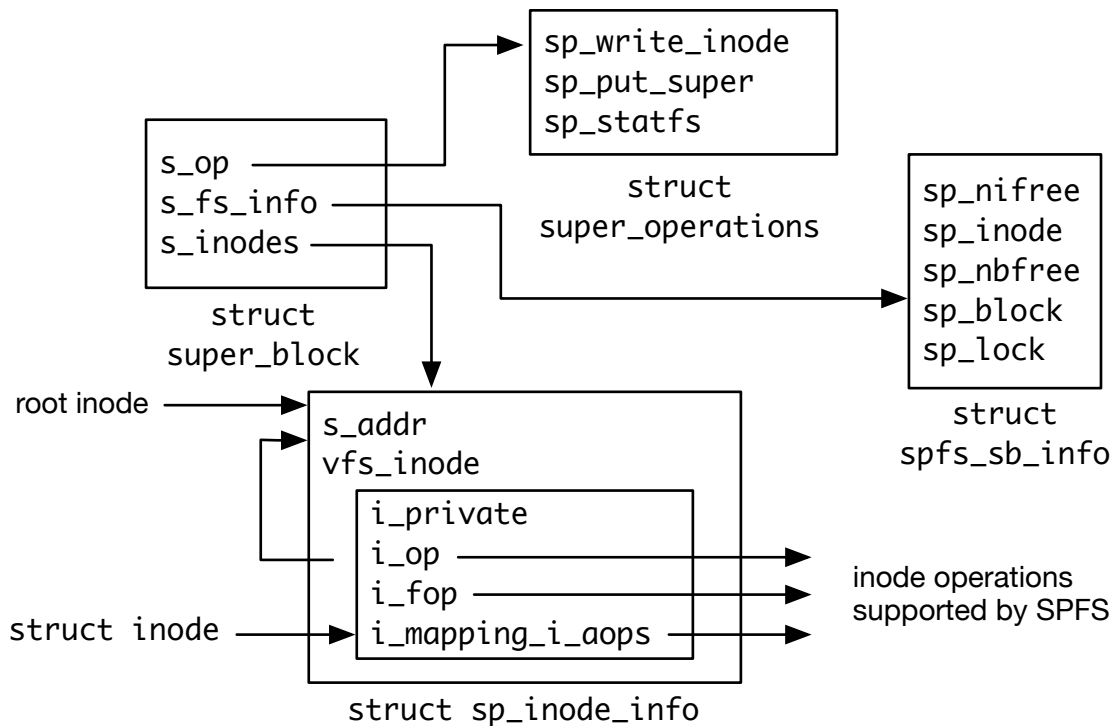 sp_write_inode
sp_put_super
sp_statfs
struct
super_operations
s_op
s_fs_info
s_inodes
struct
super_block
sp_nifree
sp_inode
sp_nbfree
sp_block
sp_lock
struct
spfs_sb_info
root inode
s_addr
vfs_inode
i_private
i_op
i_fop
i_mapping_i_aops
struct inode
inode operations
supported by SPFS
struct sp_inode_info